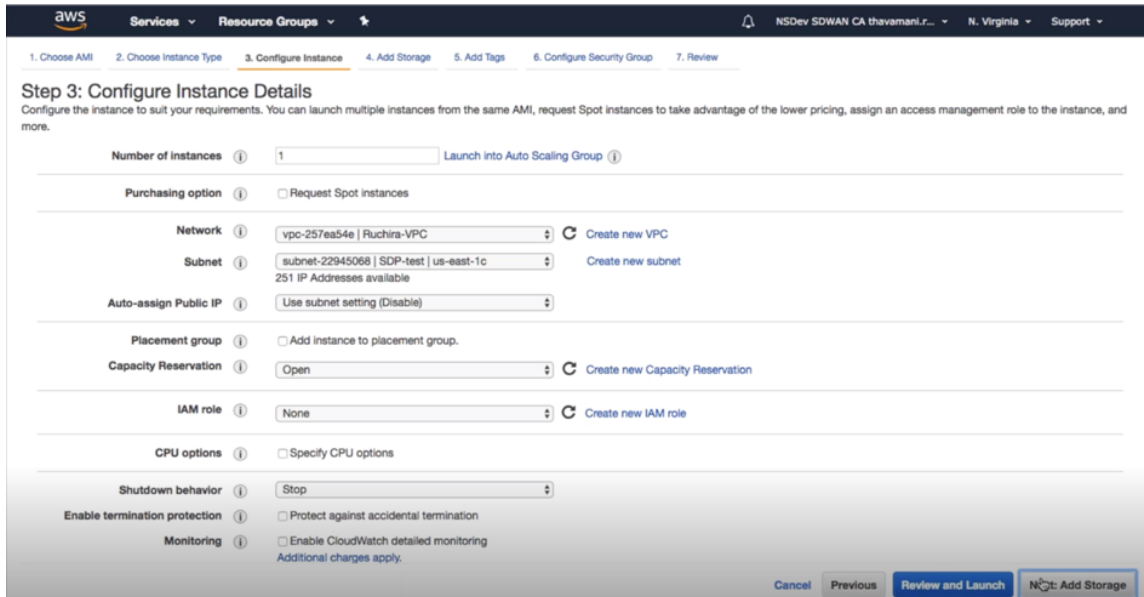 aws Services Resource Groups NSDev SDWAN CA thavamani.r... N. Virginia Support
1. Choose AMI 2. Choose Instance Type 3. Configure Instance 4. Add Storage 5. Add Tags 6. Configure Security Group 7. Review
Step 3: Configure Instance Details
Configure the instance to suit your requirements. You can launch multiple instances from the same AMI, request Spot instances to take advantage of the lower pricing, assign an access management role to the instance, and
more.
Number of instances 1 Launch into Auto Scaling Group
Purchasing option Request Spot instances
Network vpc-257ea54e | Ruchira-VPC Create new VPC
Subnet subnet-22945068 | SDP-test | us-east-1c Create new subnet
251 IP Addresses available
Auto-assign Public IP Use subnet setting (Disable)
Placement group Add instance to placement group.
Capacity Reservation Open Create new Capacity Reservation
IAM role None Create new IAM role
CPU options Specify CPU options
Shutdown behavior Stop
Enable termination protection Protect against accidental termination
Monitoring Enable CloudWatch detailed monitoring
Additional charges apply.
Cancel Previous Review and Launch Next: Add Storage